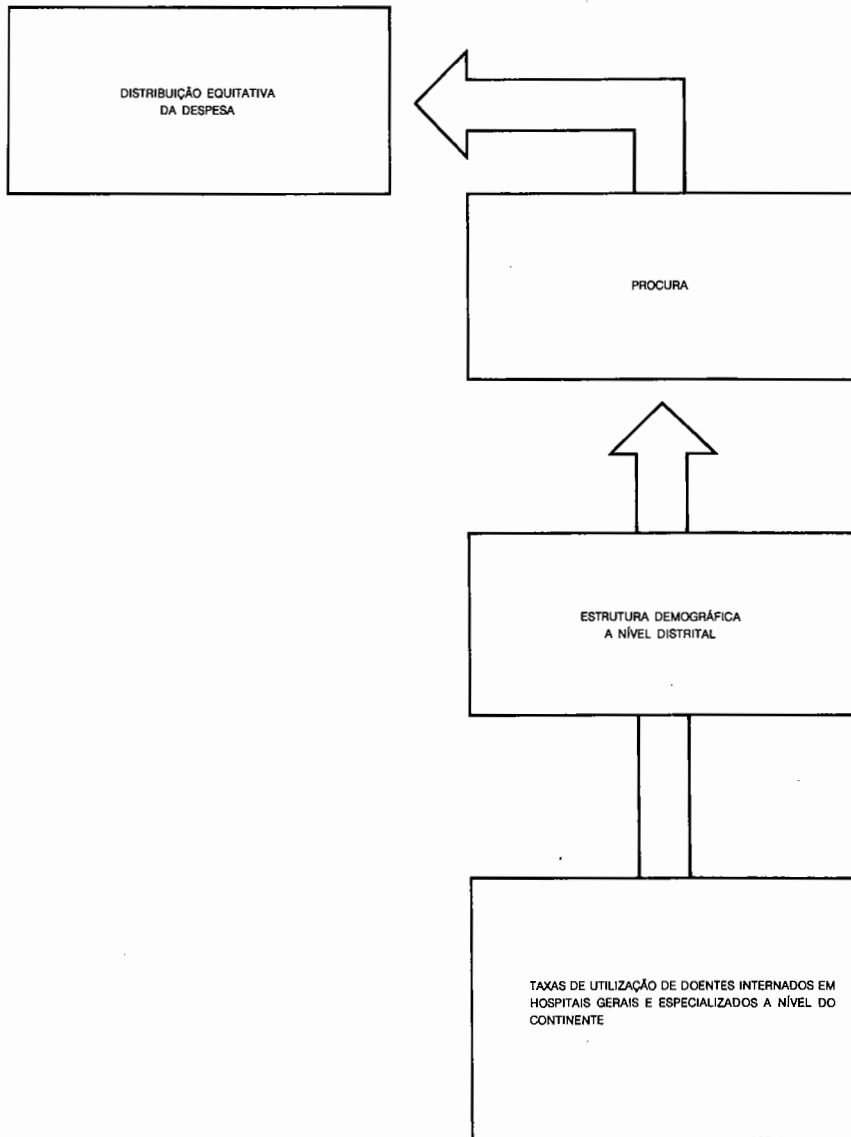 DISTRIBUIÇÃO EQUITATIVA
DA DESPESA
PROCURA
ESTRUTURA DEMOGRÁFICA
A NÍVEL DISTRITAL
TAXAS DE UTILIZAÇÃO DE DOENTES INTERNADOS EM
HOSPITAIS GERAIS E ESPECIALIZADOS A NÍVEL DO
CONTINENTE